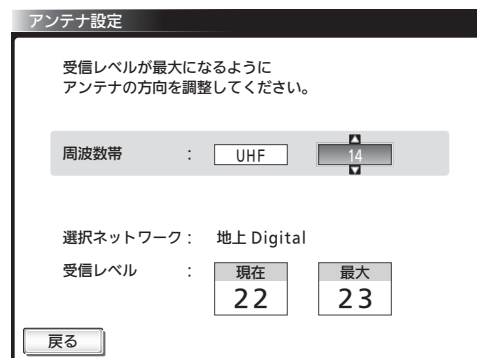 アンテナ設定
受信レベルが最大になるように
アンテナの方向を調整してください。
周波数帯 : UHF 14
選択ネットワーク : 地上 Digital
受信レベル : 現在 最大
22 23
戻る